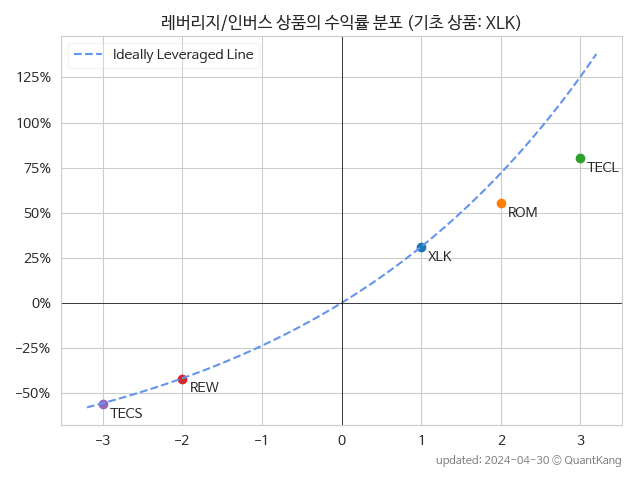 레버리지/인버스 상품의 수익률 분포 (기초 상품: XLK)
Ideally Leveraged Line
125%
100%
75%
50%
25%
0%
−25%
−50%
TECL
ROM
XLK
REW
TECS
−3 −2 −1 0 1 2 3
updated: 2024-04-30 © QuantKang